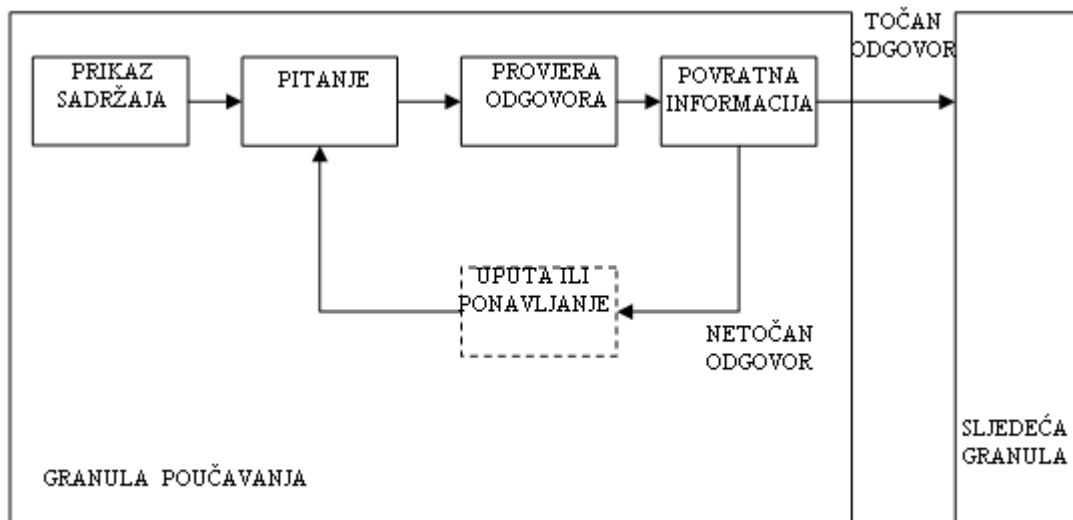 TOČAN
ODGOVOR
PRIKAZ
SADRŽAJA
PITANJE
PROVJERA
ODGOVORA
POVRATNA
INFORMACIJA
UPUTA ILI
PONAVLJANJE
NETOČAN
ODGOVOR
GRANULA POUČAVANJA
SLJEDEĆA
GRANULA